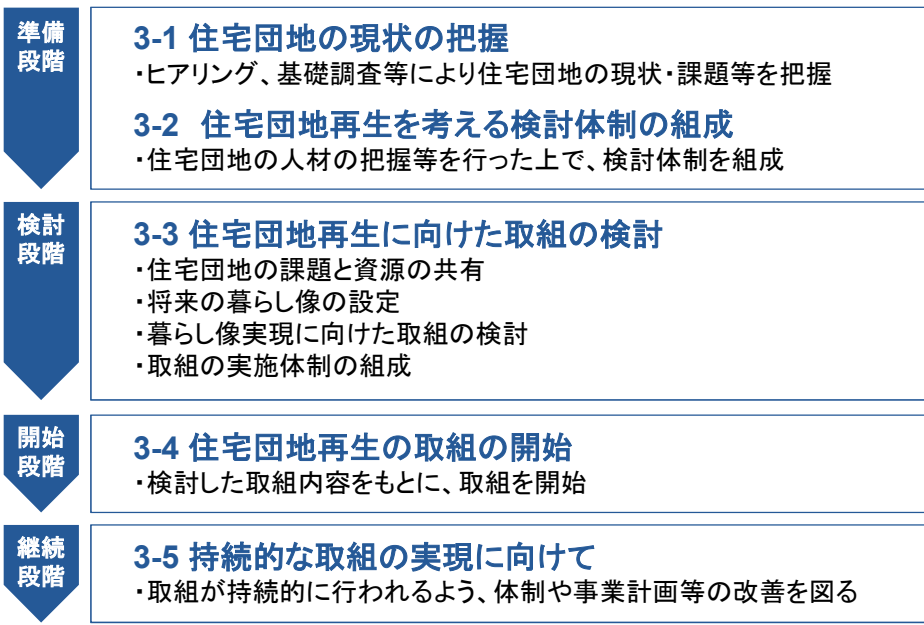 準備
段階
3-1 住宅団地の現状の把握
・ヒアリング、基礎調査等により住宅団地の現状・課題等を把握
3-2 住宅団地再生を考える検討体制の組成
・住宅団地の人材の把握等を行った上で、検討体制を組成
検討
段階
3-3 住宅団地再生に向けた取組の検討
・住宅団地の課題と資源の共有
・将来の暮らし像の設定
・暮らし像実現に向けた取組の検討
・取組の実施体制の組成
開始
段階
3-4 住宅団地再生の取組の開始
・検討した取組内容をもとに、取組を開始
継続
段階
3-5 持続的な取組の実現に向けて
・取組が持続的に行われるよう、体制や事業計画等の改善を図る